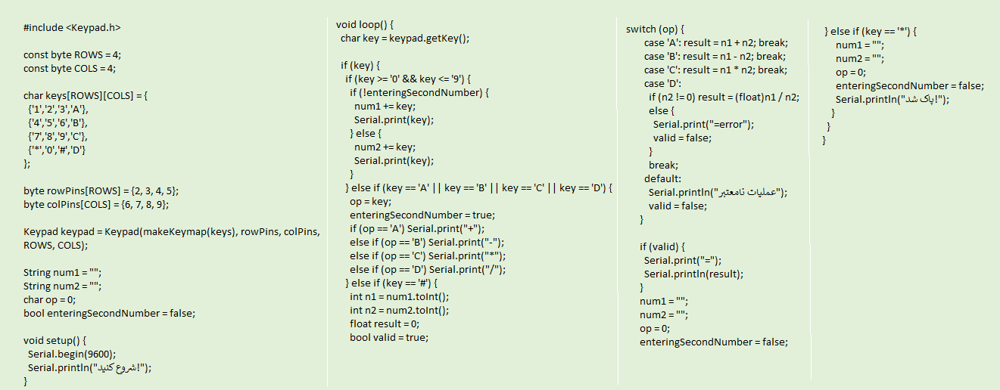 #include <Keypad.h>
const byte ROWS = 4;
const byte COLS = 4;
char keys[ROWS][COLS] = {
{'1','2','3','A'},
{'4','5','6','B'},
{'7','8','9','C'},
{'*','0','#','D'}
};
byte rowPins[ROWS] = {2, 3, 4, 5};
byte colPins[COLS] = {6, 7, 8, 9};
Keypad keypad = Keypad(makeKeymap(keys), rowPins, colPins,
ROWS, COLS);
String num1 = "";
String num2 = "";
char op = 0;
bool enteringSecondNumber = false;
void setup() {
Serial.begin(9600);
Serial.println("شروع کنید!");
}
void loop() {
char key = keypad.getKey();
if (key) {
if (key >= '0' && key <= '9') {
if (!enteringSecondNumber) {
num1 += key;
Serial.print(key);
} else {
num2 += key;
Serial.print(key);
}
} else if (key == 'A' || key == 'B' || key == 'C' || key == 'D') {
op = key;
enteringSecondNumber = true;
if (op == 'A') Serial.print("+");
else if (op == 'B') Serial.print("-");
else if (op == 'C') Serial.print("*");
else if (op == 'D') Serial.print("/");
} else if (key == '#') {
int n1 = num1.toInt();
int n2 = num2.toInt();
float result = 0;
bool valid = true;
switch (op) {
case 'A': result = n1 + n2; break;
case 'B': result = n1 - n2; break;
case 'C': result = n1 * n2; break;
case 'D':
if (n2 != 0) result = (float)n1 / n2;
else {
Serial.print("=error");
valid = false;
}
break;
default:
Serial.println("عملیات نامعتبر");
valid = false;
}
if (valid) {
Serial.print("=");
Serial.println(result);
}
num1 = "";
num2 = "";
op = 0;
enteringSecondNumber = false;
} else if (key == '*') {
num1 = "";
num2 = "";
op = 0;
enteringSecondNumber = false;
Serial.println("پاک شد!");
}
}
}